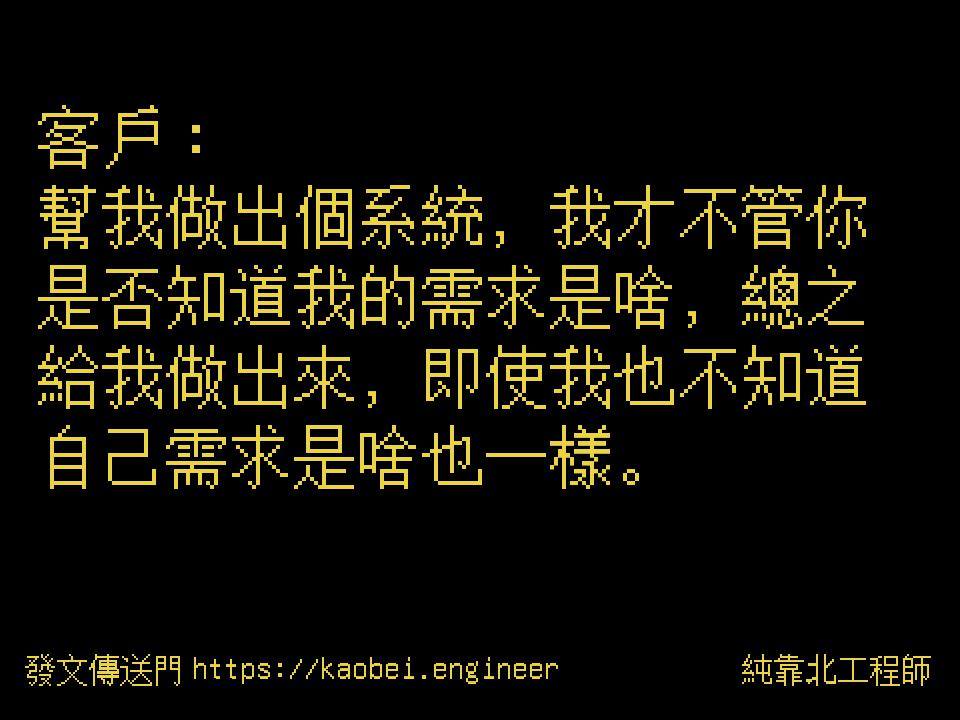 客戶：
幫我做出個系統，我才不管你
是否知道我的需求是啥，總之
給我做出來，即使我也不知道
自己需求是啥也一樣。
發文傳送門 https://kaobei.engineer
純靠北工程師